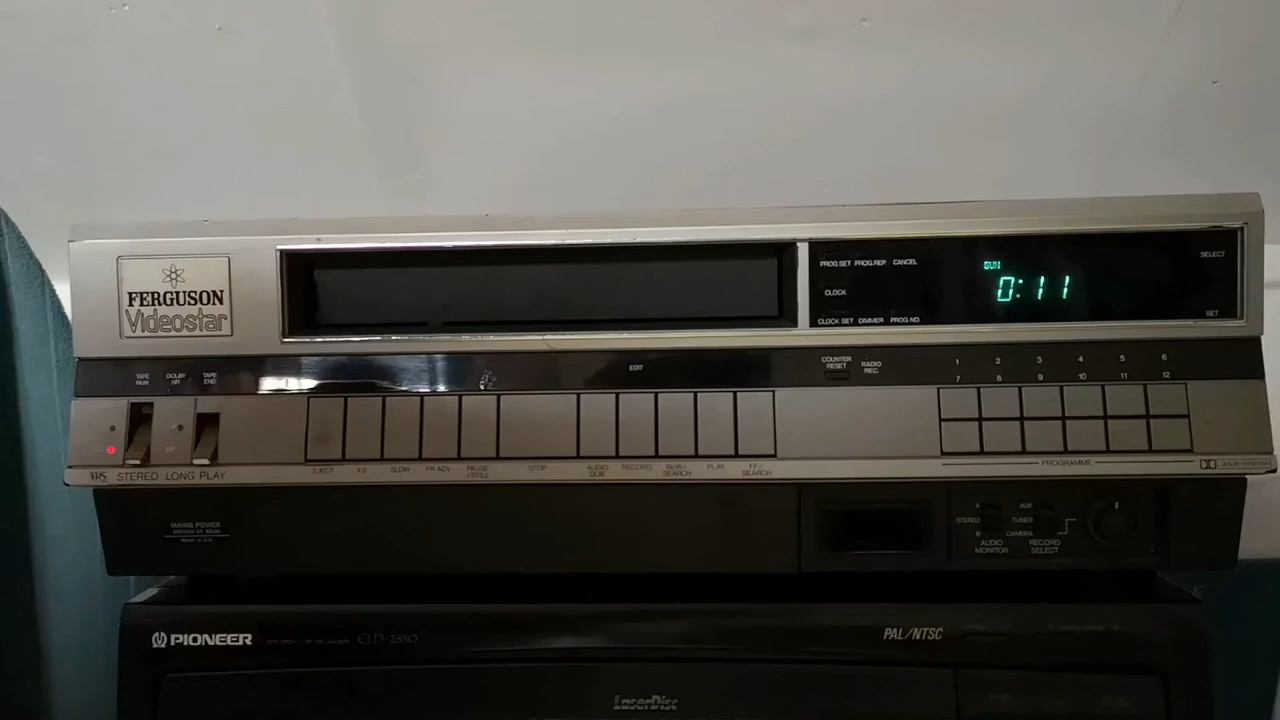 FERGUSON
Videostar
PROG.SET PROG.REP. CANCEL
CLOCK
CLOCK SET DIMMER PROG.NO.
SUN
0:11
SELECT
SET
TAPE RUN
DOLBY NR
TAPE END
EDIT
COUNTER RESET
RADIO REC.
1 2 3 4 5 6
7 8 9 10 11 12
VHS STEREO LONG PLAY
EJECT
X2
SLOW
FR ADV
PAUSE /STILL
STOP
AUDIO DUB
RECORD
REW/ SEARCH
PLAY
FF/ SEARCH
PROGRAMME
DOLBY SYSTEM
MAINS POWER
A
STEREO
B
AUDIO MONITOR
AUX
TUNER
CAMERA
RECORD SELECT
PIONEER
CLD-2850
PAL/NTSC
LaserDisc